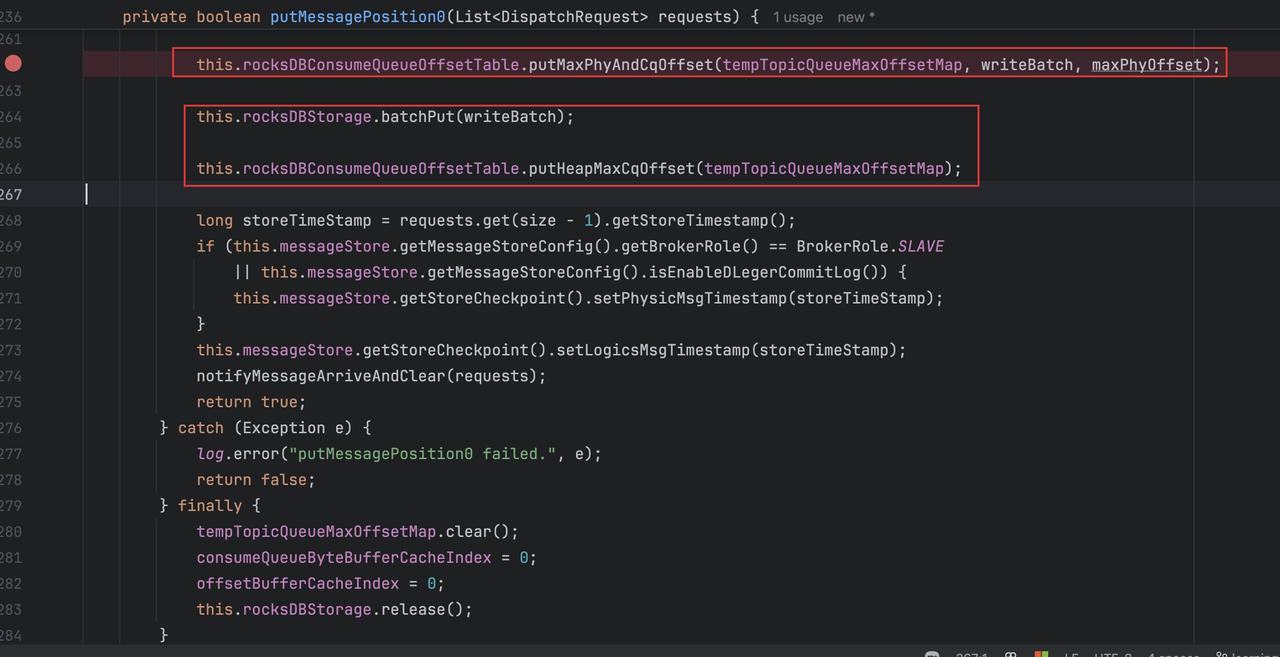 236 private boolean putMessagePosition0(List<DispatchRequest> requests) { 1 usage new *
261
this.rocksDBConsumeQueueOffsetTable.putMaxPhyAndCqOffset(tempTopicQueueMaxOffsetMap, writeBatch, maxPhyOffset);
263
264 this.rocksDBStorage.batchPut(writeBatch);
265
266 this.rocksDBConsumeQueueOffsetTable.putHeapMaxCqOffset(tempTopicQueueMaxOffsetMap);
267
268 long storeTimeStamp = requests.get(size - 1).getStoreTimestamp();
269 if (this.messageStore.getMessageStoreConfig().getBrokerRole() == BrokerRole.SLAVE
270 || this.messageStore.getMessageStoreConfig().isEnableDLegerCommitLog()) {
271 this.messageStore.getStoreCheckpoint().setPhysicMsgTimestamp(storeTimeStamp);
272 }
273 this.messageStore.getStoreCheckpoint().setLogicsMsgTimestamp(storeTimeStamp);
274 notifyMessageArriveAndClear(requests);
275 return true;
276 } catch (Exception e) {
277 log.error("putMessagePosition0 failed.", e);
278 return false;
279 } finally {
280 tempTopicQueueMaxOffsetMap.clear();
281 consumeQueueByteBufferCacheIndex = 0;
282 offsetBufferCacheIndex = 0;
283 this.rocksDBStorage.release();
284 }